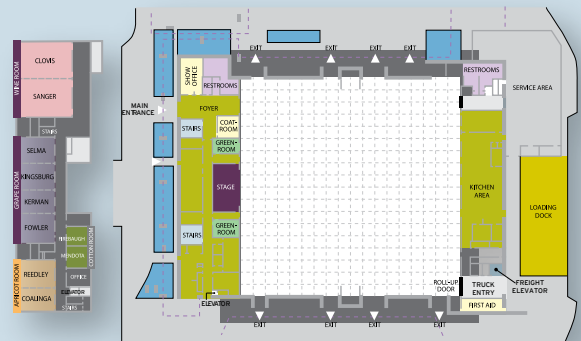 WINE ROOM
CLOVIS
SANGER
STAIRS
GRAPE ROOM
SELMA
KINGSBURG
KERMAN
FOWLER
FIREBAUGH
MENDOTA
COTTON ROOM
APRICOT ROOM
REEDLEY
COALINGA
OFFICE
ELEVATOR
STAIRS
EXIT
EXIT
EXIT
EXIT
SHOW
OFFICE
RESTROOMS
MAIN
ENTRANCE
FOYER
STAIRS
COAT-
ROOM
GREEN-
ROOM
STAGE
GREEN-
ROOM
STAIRS
ELEVATOR
RESTROOMS
SERVICE AREA
KITCHEN
AREA
LOADING
DOCK
ROLL-UP
DOOR
TRUCK
ENTRY
FREIGHT
ELEVATOR
FIRST AID
EXIT
EXIT
EXIT
EXIT